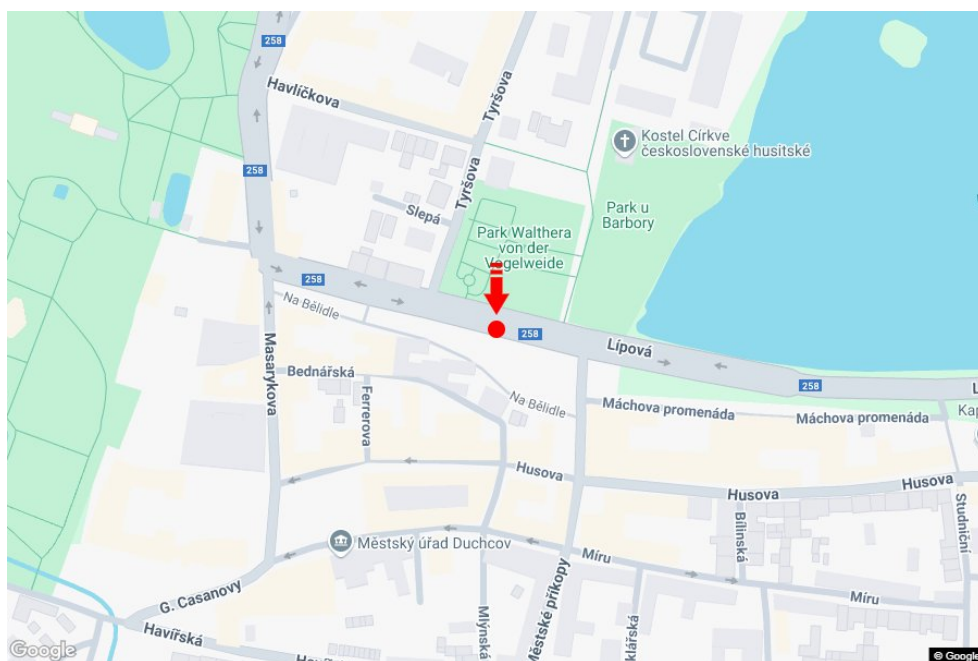 258
Havlíčkova
Tyršova
Kostel Církve
československé husitské
258
Tyršova
Slepá
Park u
Barbory
Park Walthera
von der
Vogelweide
258
Na Bělidle
258
Lípová
Masarykova
Bednářská
Ferrerova
258
Na Bělidle
Máchova promenáda
Máchova promenáda
Husova
Husova
Husova
Studniční
Bílinská
Městský úřad Duchcov
Míru
Míru
G. Casanovy
Mlýnská
Městské příkopy
Havířská
Google
© Google